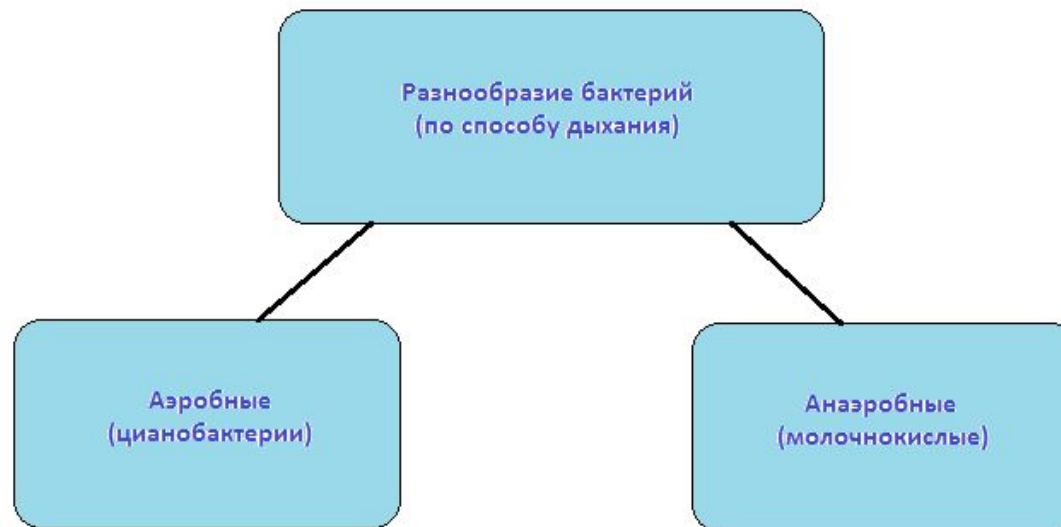 Разнообразие бактерий
(по способу дыхания)
Аэробные
(цианобактерии)
Анаэробные
(молочнокислые)